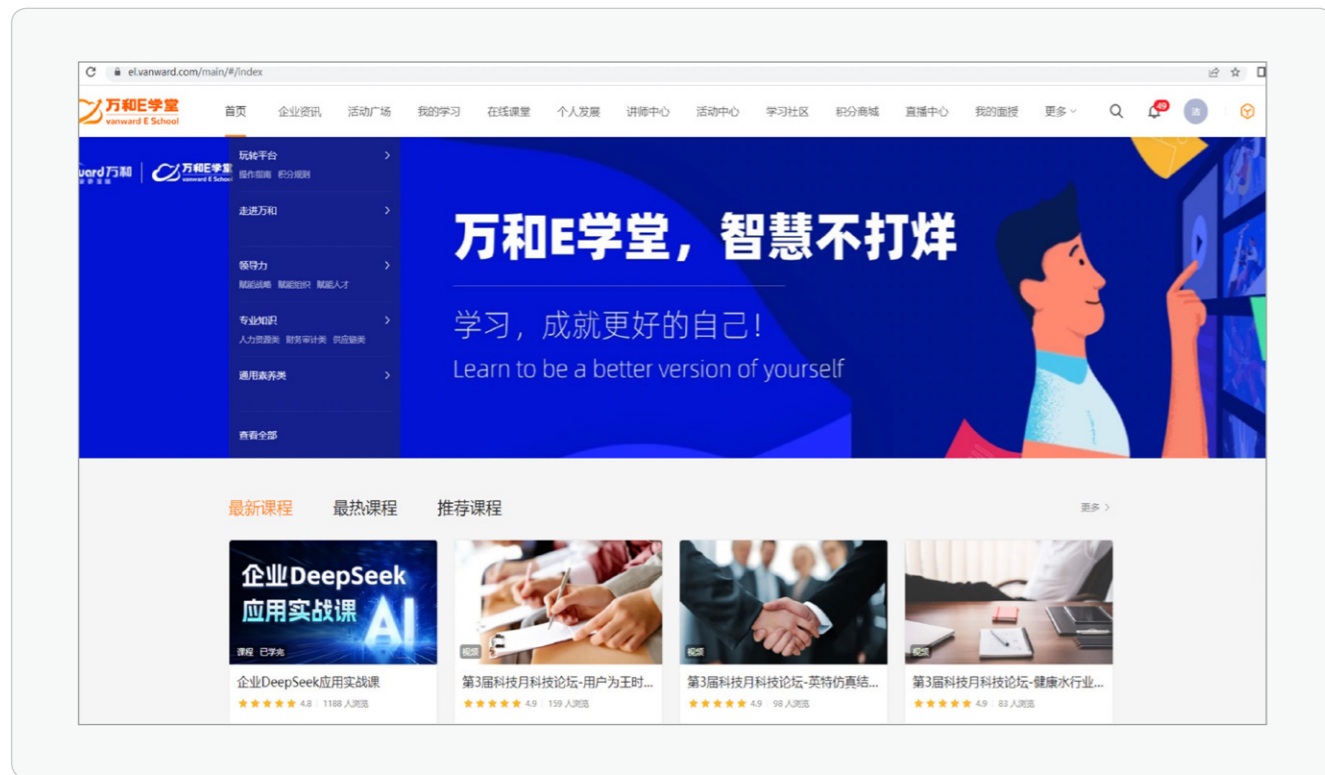 el.vanward.com/main/#/index
万和E学堂
vanward E School
首页 企业资讯 活动广场 我的学习 在线课堂 个人发展 讲师中心 活动中心 学习社区 积分商城 直播中心 我的面授 更多
49
洁
万和 万和E学堂
vanward E School
玩转平台
操作指南 积分规则
走进万和
领导力
赋能战略 赋能组织 赋能人才
专业知识
人力资源类 财务审计类 供应链类
通用素养类
查看全部
万和E学堂，智慧不打烊
学习，成就更好的自己！
Learn to be a better version of yourself
最新课程 最热课程 推荐课程 更多
企业DeepSeek
应用实战课
AI
课程 已学完
视频
视频
视频
企业DeepSeek应用实战课
4.8 1188 人浏览
第3届科技月科技论坛-用户为王时...
4.9 159 人浏览
第3届科技月科技论坛-英特仿真结...
4.9 98 人浏览
第3届科技月科技论坛-健康水行业...
4.9 83 人浏览